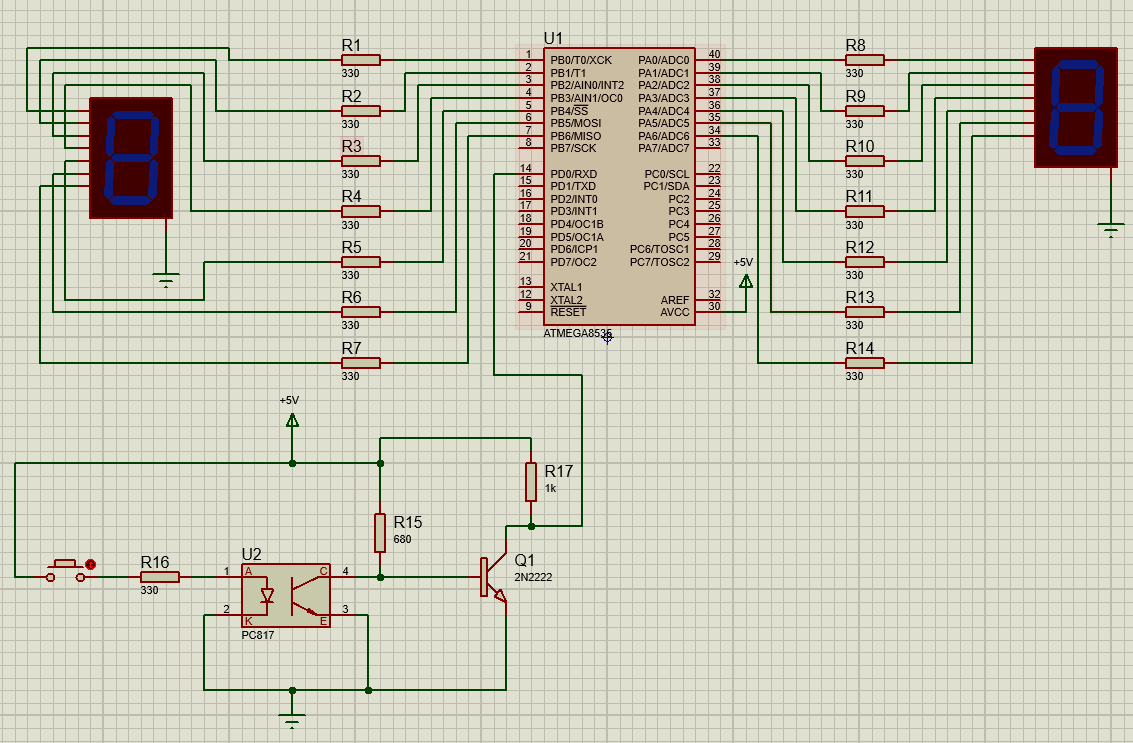 U1
R1
330
R2
330
R3
330
R4
330
R5
330
R6
330
R7
330
1 PB0/T0/XCK PA0/ADC0 40
2 PB1/T1 PA1/ADC1 39
3 PB2/AIN0/INT2 PA2/ADC2 38
4 PB3/AIN1/OC0 PA3/ADC3 37
5 PB4/SS PA4/ADC4 36
6 PB5/MOSI PA5/ADC5 35
7 PB6/MISO PA6/ADC6 34
8 PB7/SCK PA7/ADC7 33
14 PD0/RXD PC0/SCL 22
15 PD1/TXD PC1/SDA 23
16 PD2/INT0 PC2 24
17 PD3/INT1 PC3 25
18 PD4/OC1B PC4 26
19 PD5/OC1A PC5 27
20 PD6/ICP1 PC6/TOSC1 28
21 PD7/OC2 PC7/TOSC2 29
13 XTAL1
12 XTAL2 AREF 32
9 RESET AVCC 30
ATMEGA8535
+5V
R8
330
R9
330
R10
330
R11
330
R12
330
R13
330
R14
330
+5V
R17
1k
R15
680
R16
330
U2
1 A C 4
2 K E 3
PC817
Q1
2N2222